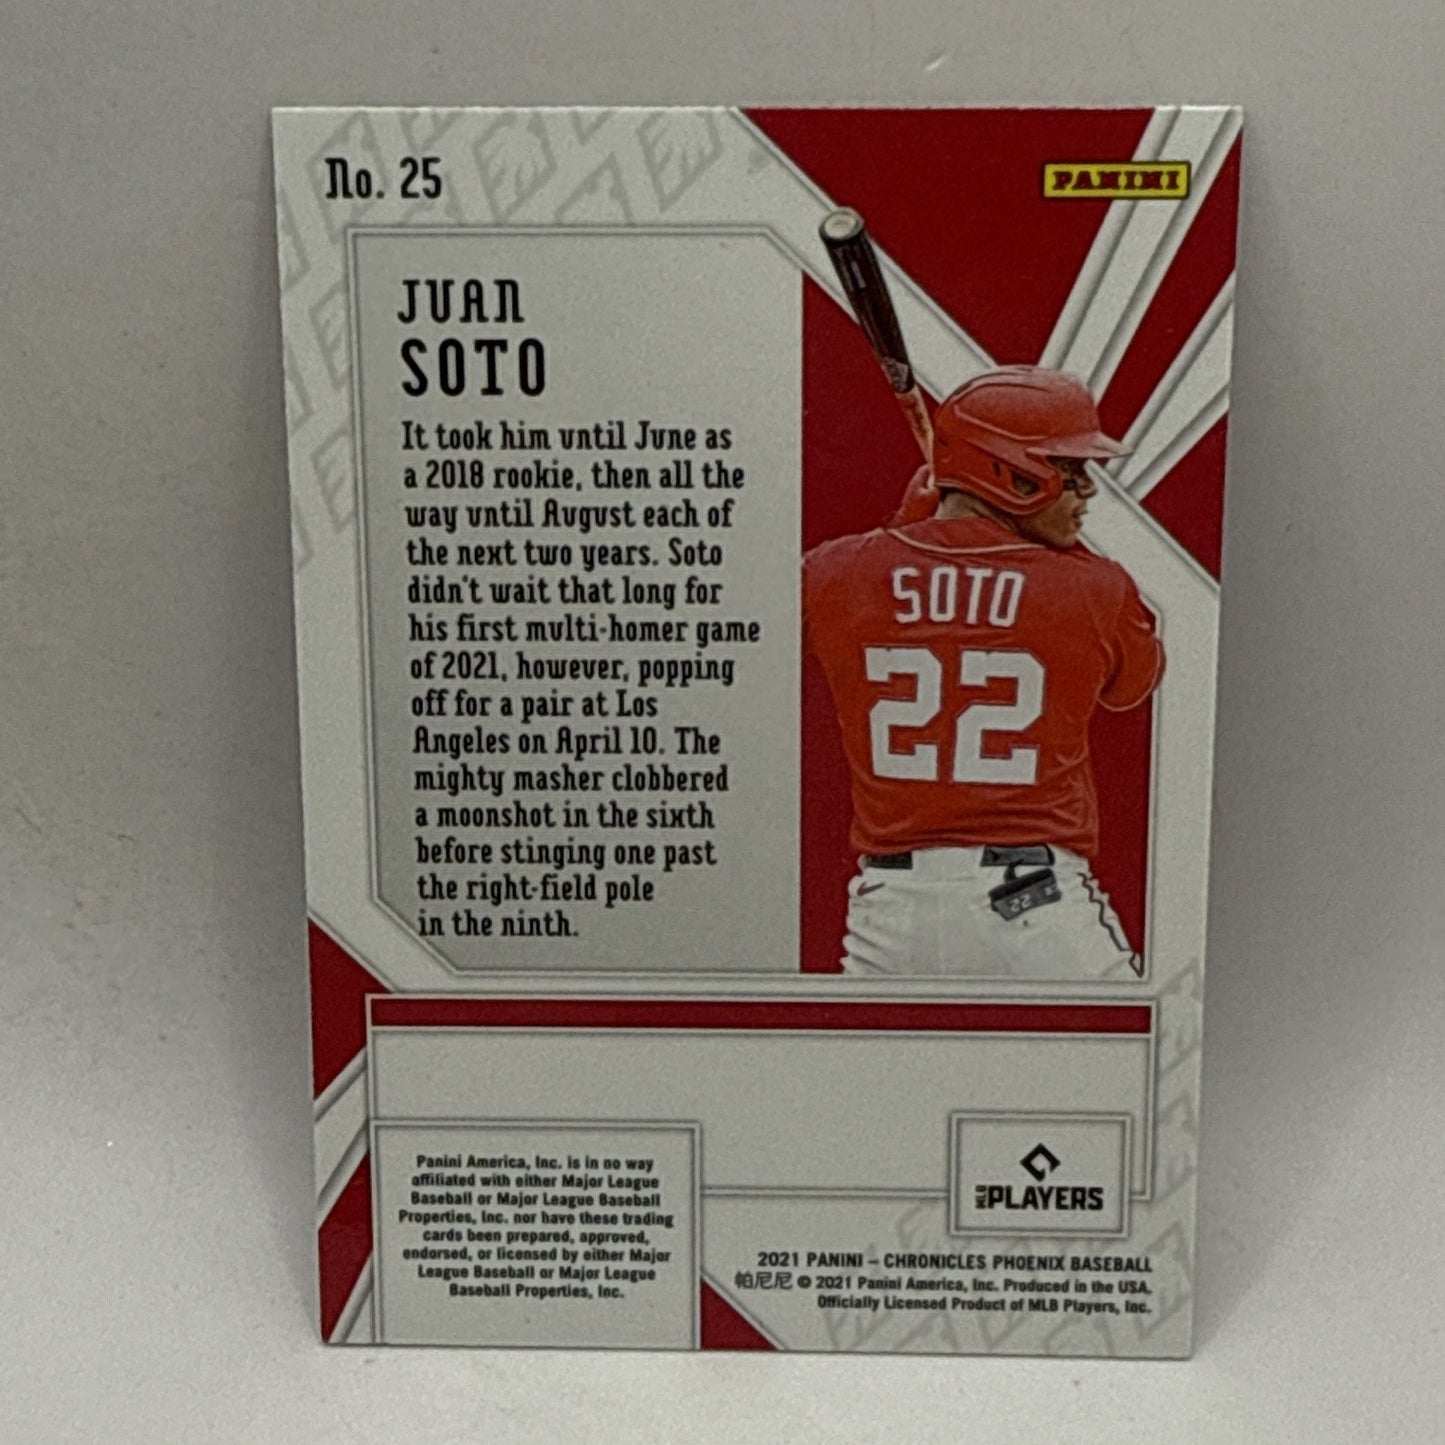 No. 25
PANINI
JUAN
SOTO
It took him until June as
a 2018 rookie, then all the
way until August each of
the next two years. Soto
didn't wait that long for
his first multi-homer game
of 2021, however, popping
off for a pair at Los
Angeles on April 10. The
mighty masher clobbered
a moonshot in the sixth
before stinging one past
the right-field pole
in the ninth.
SOTO
22
22
Panini America, Inc. is in no way
affiliated with either Major League
Baseball or Major League Baseball
Properties, Inc. nor have these trading
cards been prepared, approved,
endorsed, or licensed by either Major
League Baseball or Major League
Baseball Properties, Inc.
MLB PLAYERS
2021 PANINI – CHRONICLES PHOENIX BASEBALL
帕尼尼 © 2021 Panini America, Inc. Produced in the USA.
Officially Licensed Product of MLB Players, Inc.